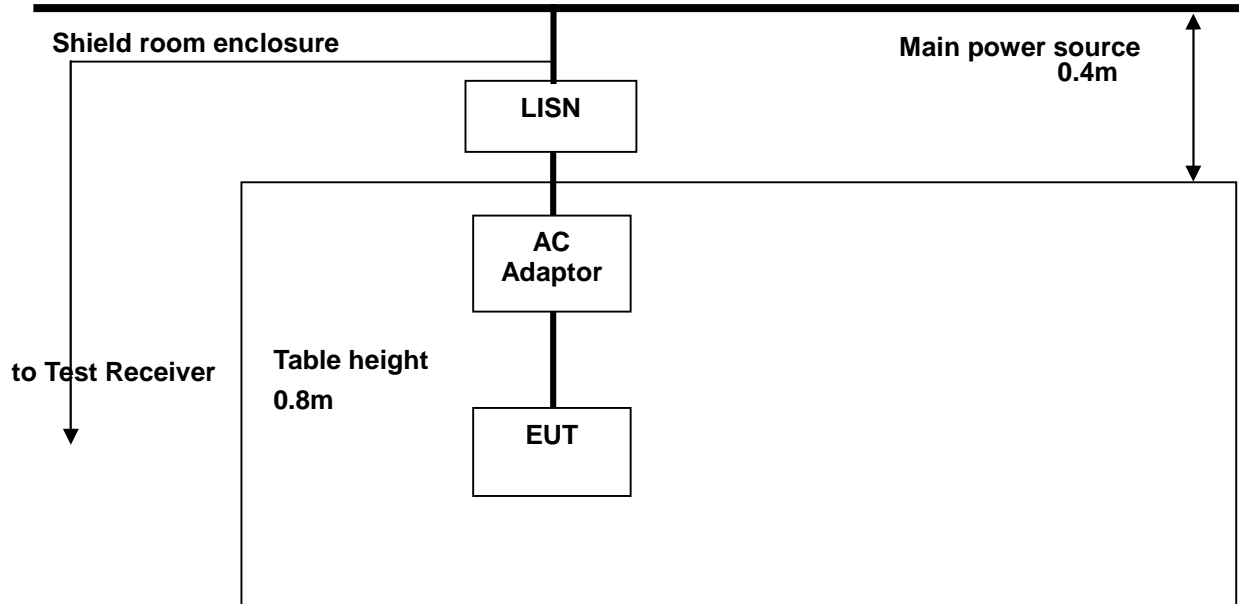 Shield room enclosure
Main power source
0.4m
LISN
AC
Adaptor
to Test Receiver
Table height
0.8m
EUT